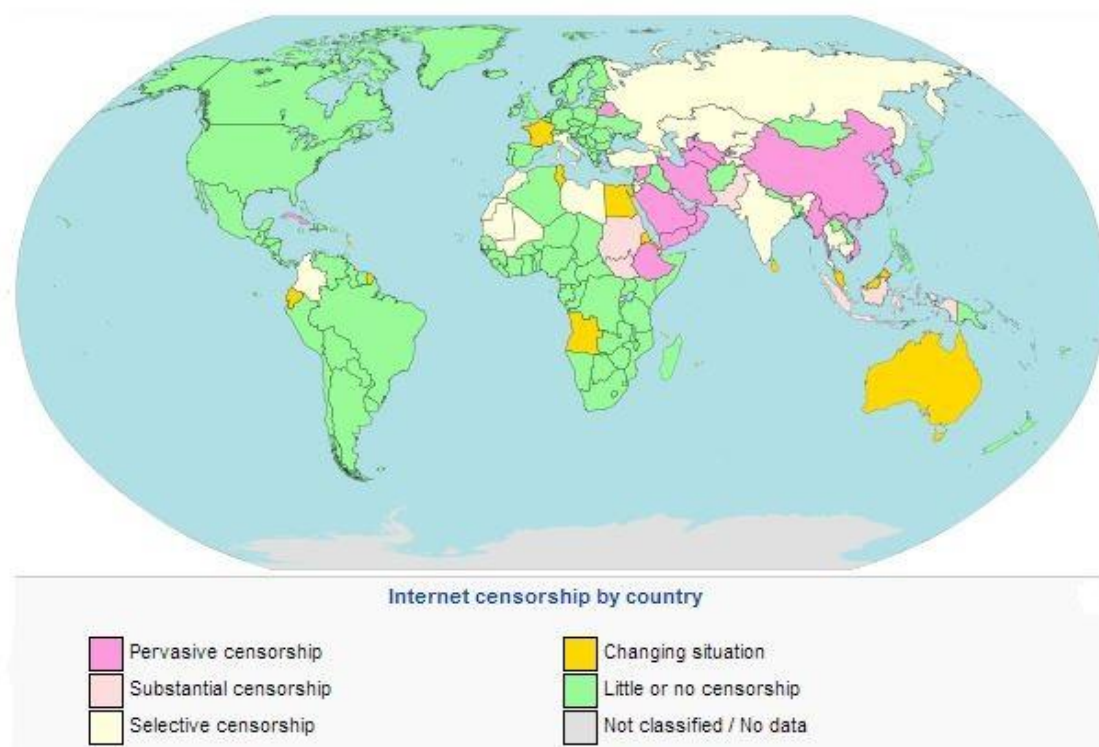 Internet censorship by country
Pervasive censorship
Substantial censorship
Selective censorship
Changing situation
Little or no censorship
Not classified / No data